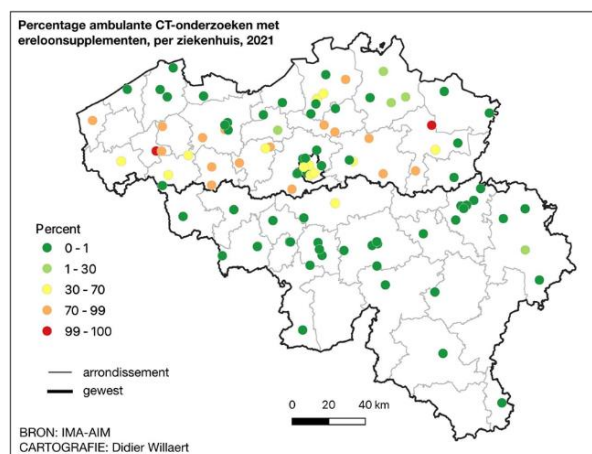 Percentage ambulante CT-onderzoeken met
ereloonsupplementen, per ziekenhuis, 2021
Percent
0 - 1
1 - 30
30 - 70
70 - 99
99 - 100
arrondissement
gewest
0 20 40 km
BRON: IMA-AIM
CARTOGRAFIE: Didier Willaert